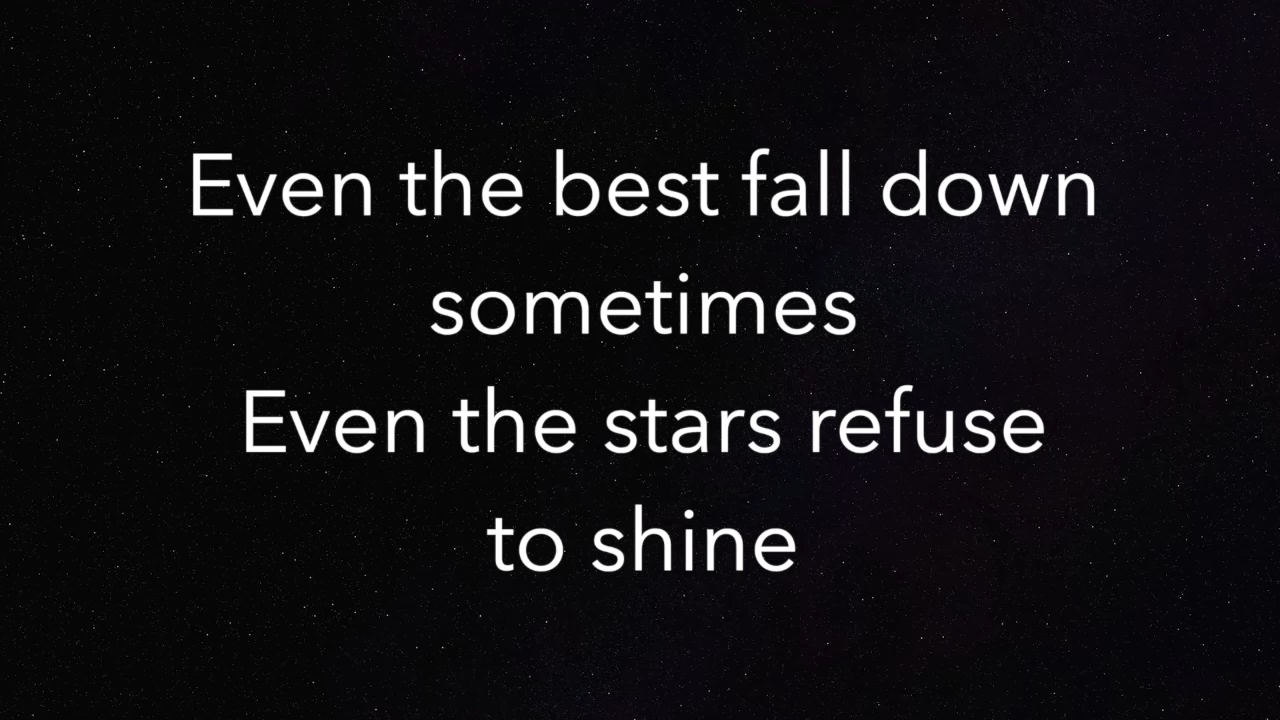 Even the best fall down
sometimes
Even the stars refuse
to shine